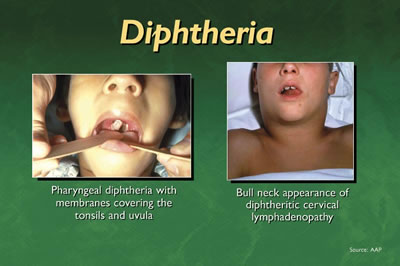 Diphtheria
Pharyngeal diphtheria with
membranes covering the
tonsils and uvula
Bull neck appearance of
diphtheritic cervical
lymphadenopathy
Source: AAP